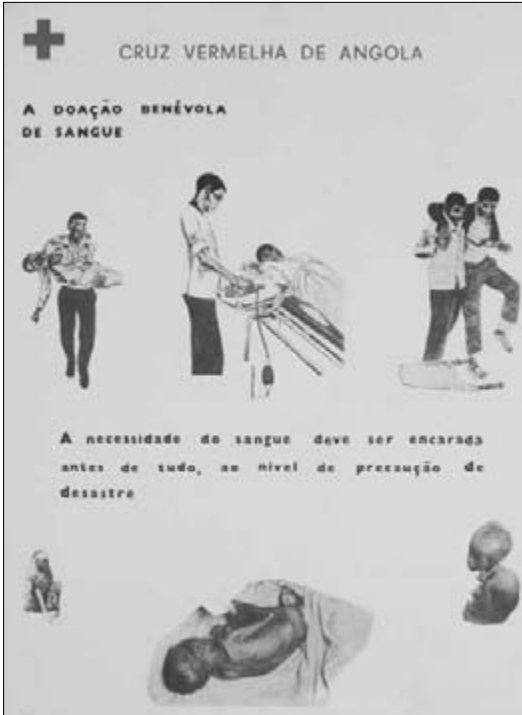 CRUZ VERMELHA DE ANGOLA
A DOAÇÃO BENÉVOLA
DE SANGUE
A necessidade do sangue deve ser encarada
antes de tudo, ao nível de precaução de
desastre